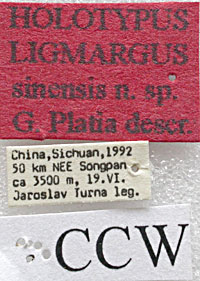 HOLOTYPUS
LIGMARGUS
sinensis n. sp.
G. Platia descr.
China,Sichuan,1992
50 km NEE Songpan
ca 3500 m, 19.VI.
Jaroslav Turna leg.
CCW